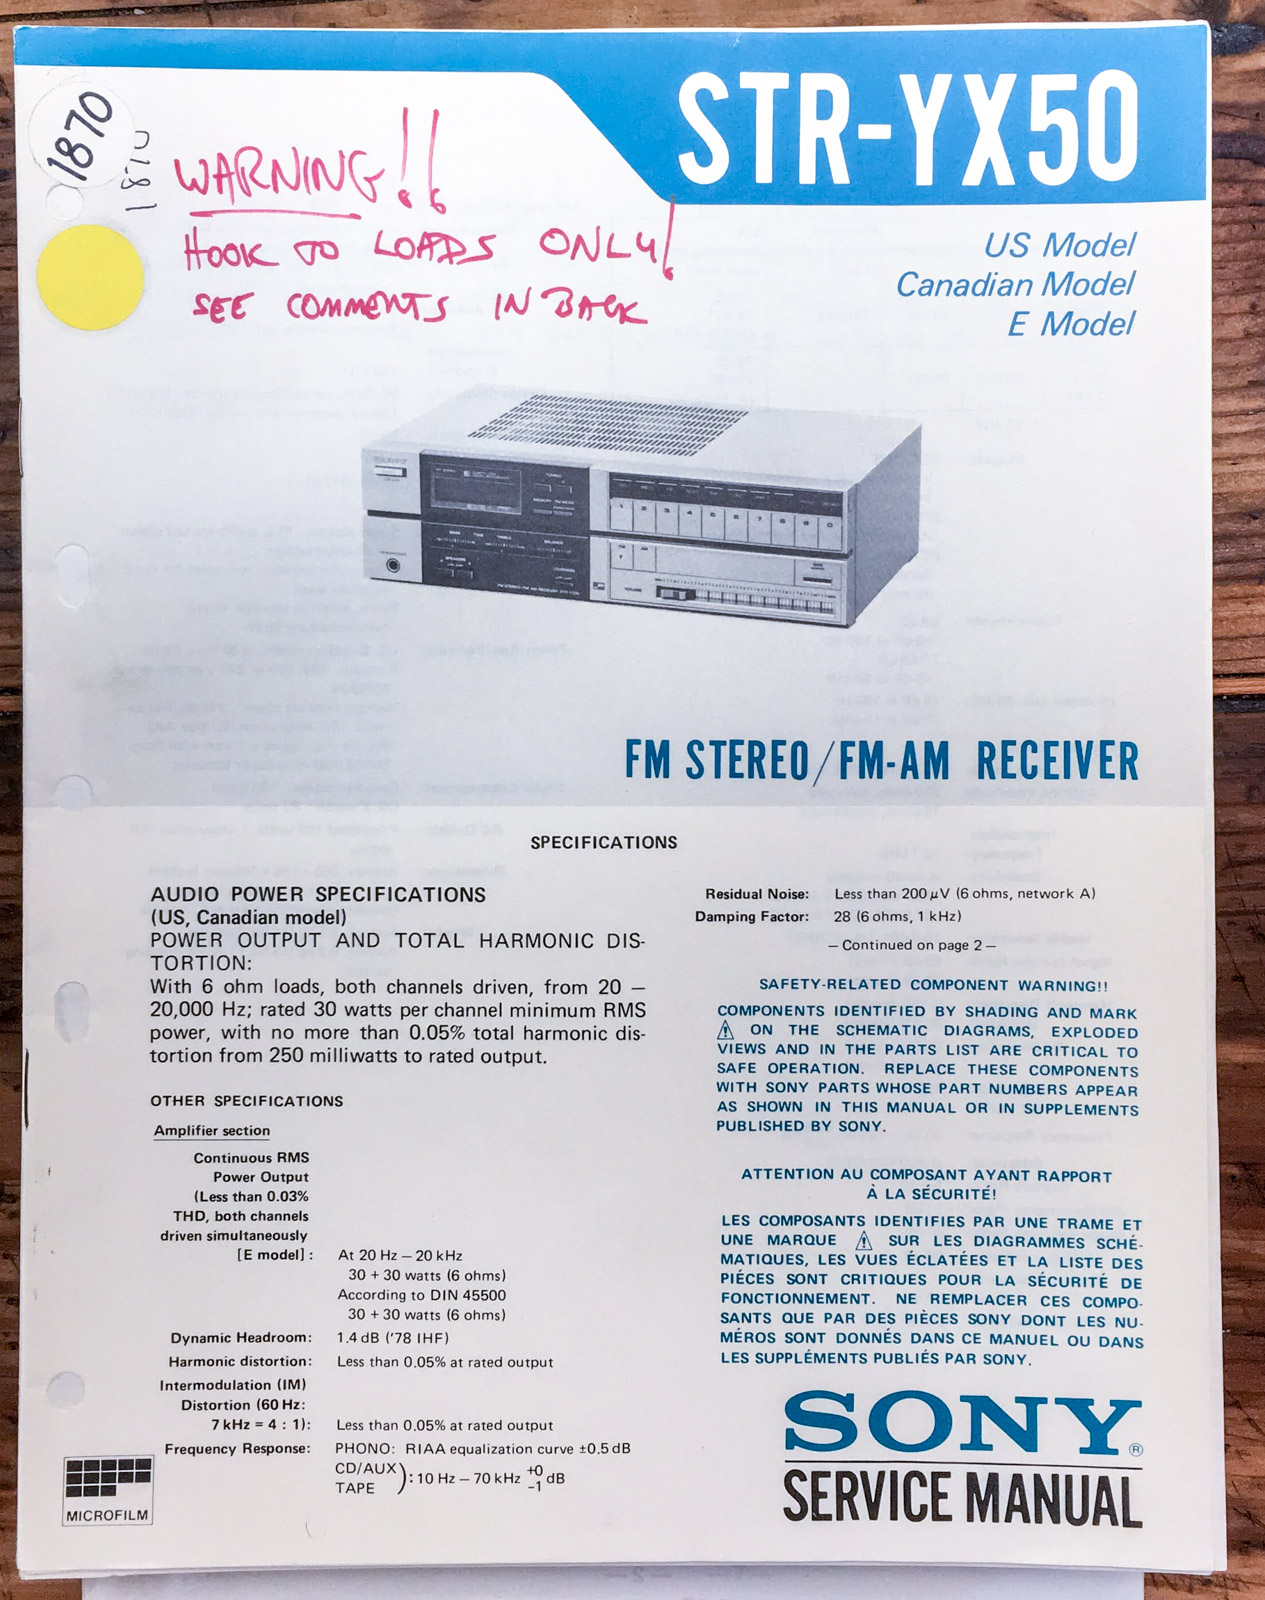 STR-YX50
1870
1870
WARNING!!
HOOK TO LOADS ONLY!
SEE COMMENTS IN BACK
US Model
Canadian Model
E Model
FM STEREO/FM-AM RECEIVER
SPECIFICATIONS
AUDIO POWER SPECIFICATIONS
(US, Canadian model)
POWER OUTPUT AND TOTAL HARMONIC DIS-
TORTION:
With 6 ohm loads, both channels driven, from 20 –
20,000 Hz; rated 30 watts per channel minimum RMS
power, with no more than 0.05% total harmonic dis-
tortion from 250 milliwatts to rated output.
OTHER SPECIFICATIONS
Amplifier section
Continuous RMS
Power Output
(Less than 0.03%
THD, both channels
driven simultaneously
[E model] : At 20 Hz – 20 kHz
30 + 30 watts (6 ohms)
According to DIN 45500
30 + 30 watts (6 ohms)
Dynamic Headroom: 1.4 dB ('78 IHF)
Harmonic distortion: Less than 0.05% at rated output
Intermodulation (IM)
Distortion (60 Hz:
7 kHz = 4 : 1): Less than 0.05% at rated output
Frequency Response: PHONO: RIAA equalization curve ±0.5 dB
CD/AUX
TAPE ) : 10 Hz – 70 kHz +0 -1 dB
MICROFILM
Residual Noise: Less than 200 μV (6 ohms, network A)
Damping Factor: 28 (6 ohms, 1 kHz)
– Continued on page 2 –
SAFETY-RELATED COMPONENT WARNING!!
COMPONENTS IDENTIFIED BY SHADING AND MARK
⚠ ON THE SCHEMATIC DIAGRAMS, EXPLODED
VIEWS AND IN THE PARTS LIST ARE CRITICAL TO
SAFE OPERATION. REPLACE THESE COMPONENTS
WITH SONY PARTS WHOSE PART NUMBERS APPEAR
AS SHOWN IN THIS MANUAL OR IN SUPPLEMENTS
PUBLISHED BY SONY.
ATTENTION AU COMPOSANT AYANT RAPPORT
À LA SÉCURITÉ!
LES COMPOSANTS IDENTIFIES PAR UNE TRAME ET
UNE MARQUE ⚠ SUR LES DIAGRAMMES SCHÉ-
MATIQUES, LES VUES ÉCLATÉES ET LA LISTE DES
PIÉCES SONT CRITIQUES POUR LA SÉCURITÉ DE
FONCTIONNEMENT. NE REMPLACER CES COMPO-
SANTS QUE PAR DES PIÈCES SONY DONT LES NU-
MÉROS SONT DONNÉS DANS CE MANUEL OU DANS
LES SUPPLÉMENTS PUBLIÉS PAR SONY.
SONY®
SERVICE MANUAL